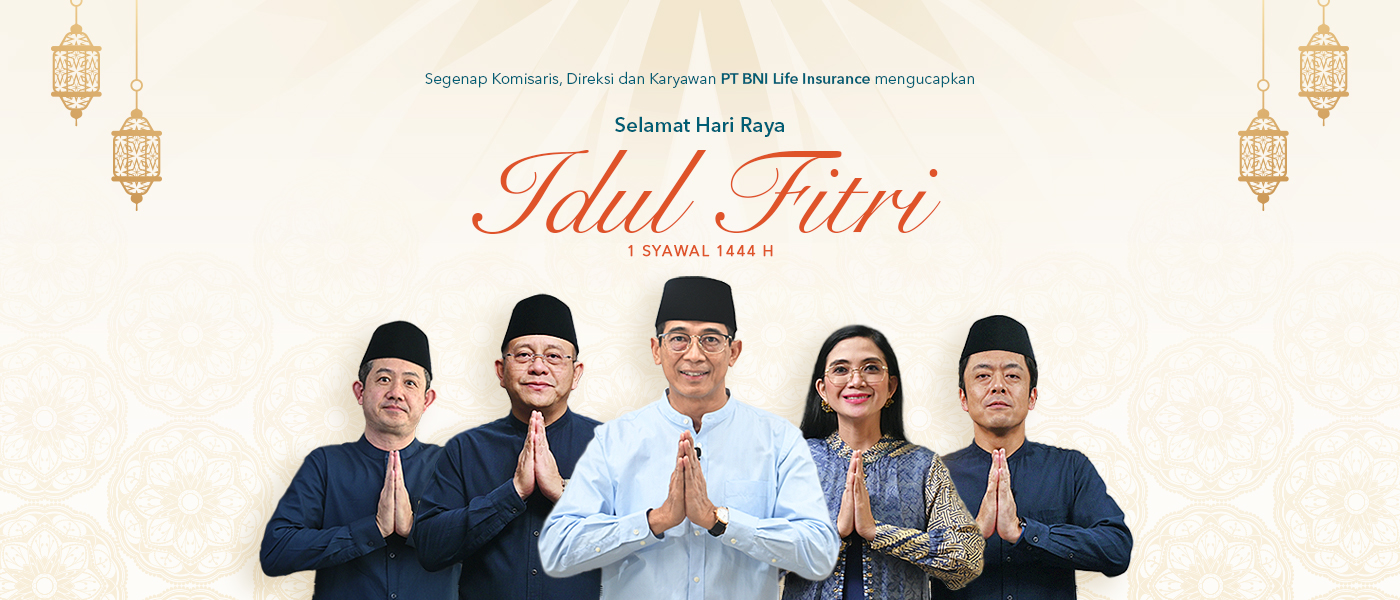 Segenap Komisaris, Direksi dan Karyawan PT BNI Life Insurance mengucapkan
Selamat Hari Raya
Idul Fitri
1 SYAWAL 1444 H